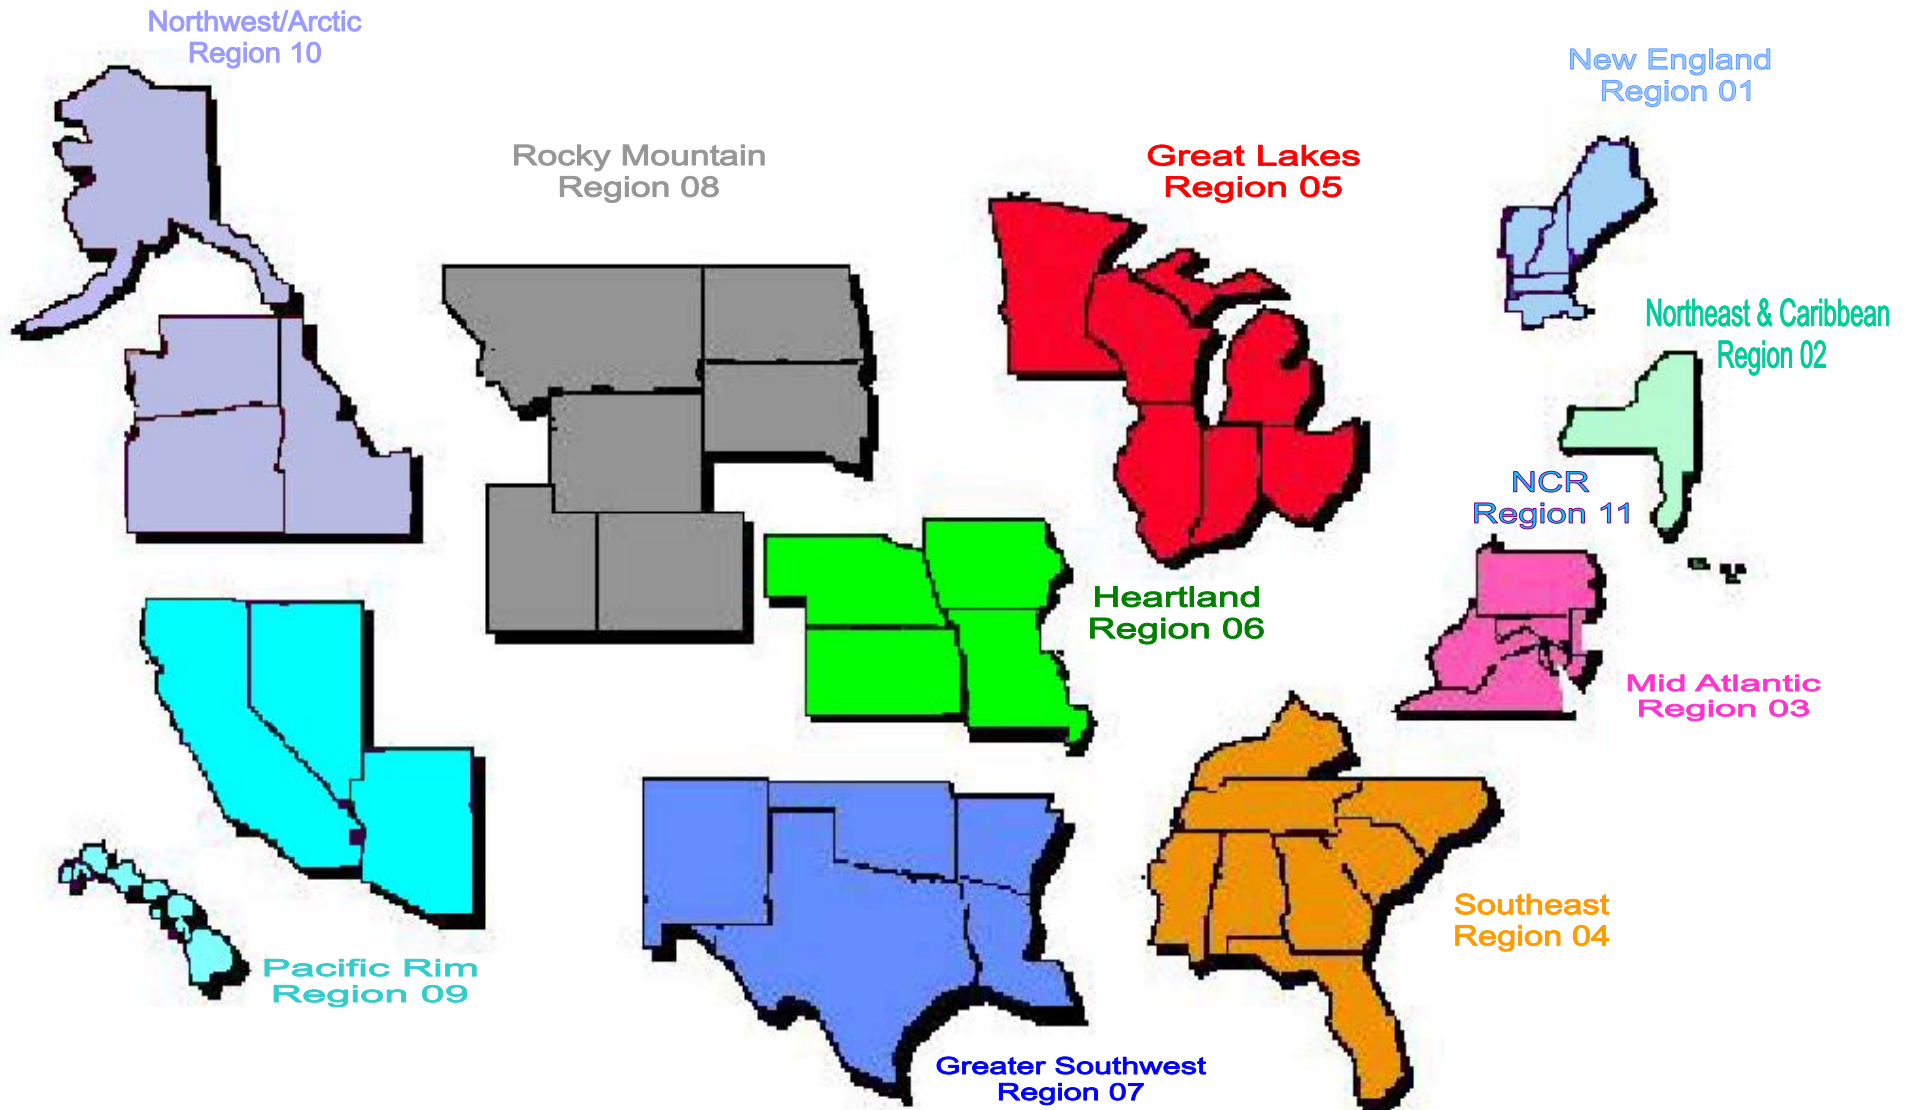 Northwest/Arctic
Region 10
New England
Region 01
Rocky Mountain
Region 08
Great Lakes
Region 05
Northeast & Caribbean
Region 02
NCR
Region 11
Heartland
Region 06
Mid Atlantic
Region 03
Southeast
Region 04
Pacific Rim
Region 09
Greater Southwest
Region 07